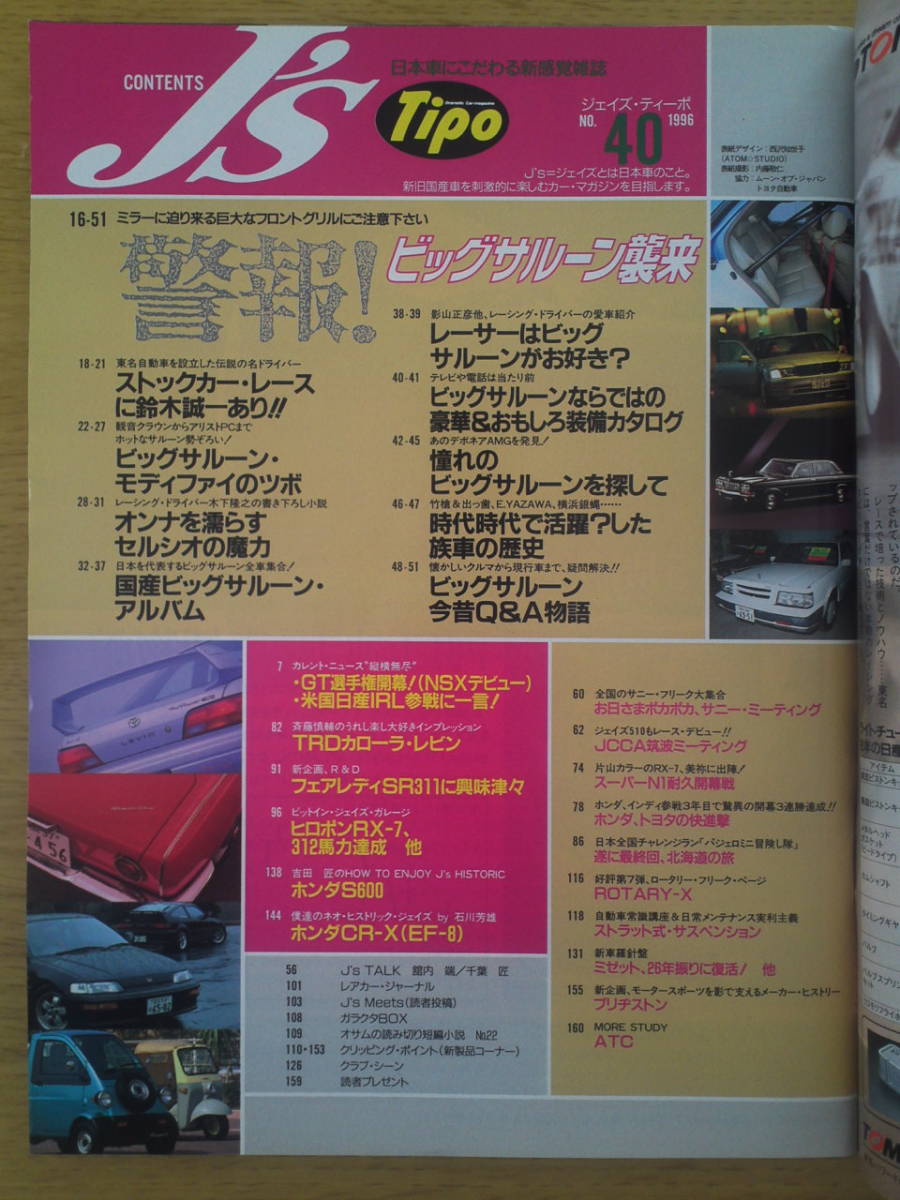 CONTENTS
J's
日本車にこだわる新感覚雑誌
Dramatic Car-magazine
Tipo
ジェイズ・ティーポ
NO. 40 1996
J's=ジェイズとは日本車のこと。
新旧国産車を刺激的に楽しむカー・マガジンを目指します。
(ATOM☆STUDIO)
協力:ムーン・オブ・ジャパン
トヨタ自動車
16-51 ミラーに迫り来る巨大なフロントグリルにご注意下さい
警報!
ビッグサルーン襲来
18-21 東名自動車を設立した伝説の名ドライバー
ストックカー・レース
に鈴木誠一あり!!
22-27 観音クラウンからアリストPCまで
ホットなサルーン勢ぞろい!
ビッグサルーン・
モディファイのツボ
28-31 レーシング・ドライバー木下隆之の書き下ろし小説
オンナを濡らす
セルシオの魔力
32-37 日本を代表するビッグサルーン全車集合!
国産ビッグサルーン・
アルバム
38-39 影山正彦他、レーシング・ドライバーの愛車紹介
レーサーはビッグ
サルーンがお好き?
40-41 テレビや電話は当たり前
ビッグサルーンならではの
豪華&おもしろ装備カタログ
42-45 あのデボネアAMGを発見!
憧れの
ビッグサルーンを探して
46-47 竹槍&出っ歯、E.YAZAWA、横浜銀蝿……
時代時代で活躍?した
族車の歴史
48-51 懐かしいクルマから現行車まで、疑問解決!!
ビッグサルーン
今昔Q&A物語
7 カレント・ニュース"縦横無尽"
・GT選手権開幕!(NSXデビュー)
・米国日産IRL参戦に一言!
82 斉藤慎輔のうれし楽し大好きインプレッション
TRDカローラ・レビン
91 新企画、R&D
フェアレディSR311に興味津々
96 ピットイン・ジェイズ・ガレージ
ヒロボンRX-7、
312馬力達成 他
138 吉田 匠のHOW TO ENJOY J's HISTORIC
ホンダS600
144 僕達のネオ・ヒストリック・ジェイズ by 石川芳雄
ホンダCR-X(EF-8)
56 J's TALK 舘内 端/千葉 匠
101 レアカー・ジャーナル
103 J's Meets(読者投稿)
108 ガラクタBOX
109 オサムの読み切り短編小説 No.22
110・153 クリッピング・ポイント(新製品コーナー)
126 クラブ・シーン
159 読者プレゼント
60 全国のサニー・フリーク大集合
お日さまポカポカ、サニー・ミーティング
62 ジェイズ510もレース・デビュー!!
JCCA筑波ミーティング
74 片山カラーのRX-7、美祢に出陣!
スーパーN1耐久開幕戦
78 ホンダ、インディ参戦3年目で驚異の開幕3連勝達成!!
ホンダ、トヨタの快進撃
86 日本全国チャレンジラン「パジェロミニ冒険し隊」
遂に最終回、北海道の旅
116 好評第7弾、ロータリー・フリーク・ページ
ROTARY-X
118 自動車常識講座&日常メンテナンス実利主義
ストラット式・サスペンション
131 新車羅針盤
ミゼット、26年振りに復活! 他
155 新企画、モータースポーツを影で支えるメーカー・ヒストリー
ブリヂストン
160 MORE STUDY
ATC
LEVIN